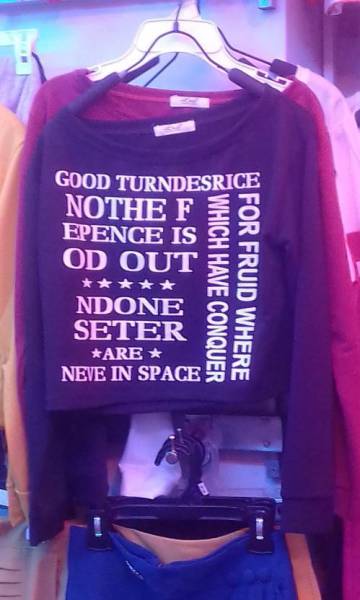 GOOD TURNDESRICE
NOTHE F
EPENCE IS
OD OUT
★★★★★
NDONE
SETER
★ARE★
NEVE IN SPACE
FOR FRUID WHERE
WHICH HAVE CONQUER